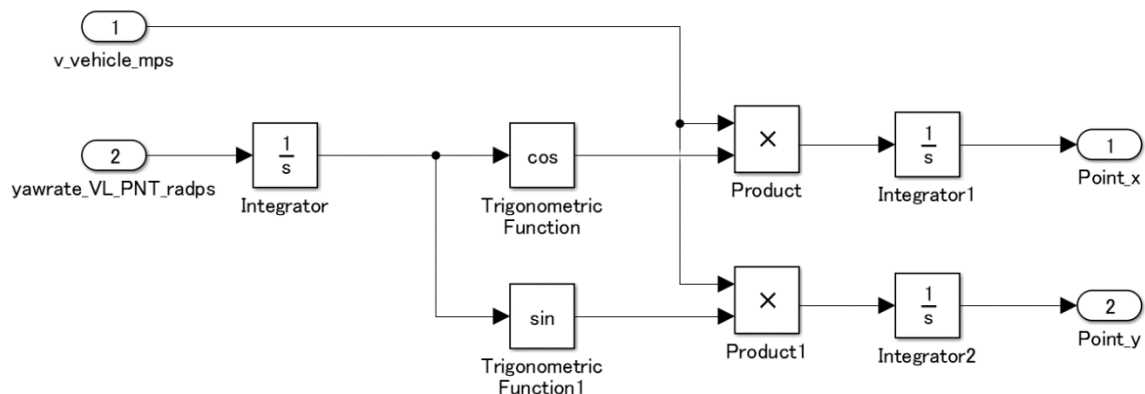 1
v_vehicle_mps
2
yawrate_VL_PNT_radps
1
s
Integrator
cos
Trigonometric
Function
sin
Trigonometric
Function1
×
Product
×
Product1
1
s
Integrator1
1
s
Integrator2
1
Point_x
2
Point_y